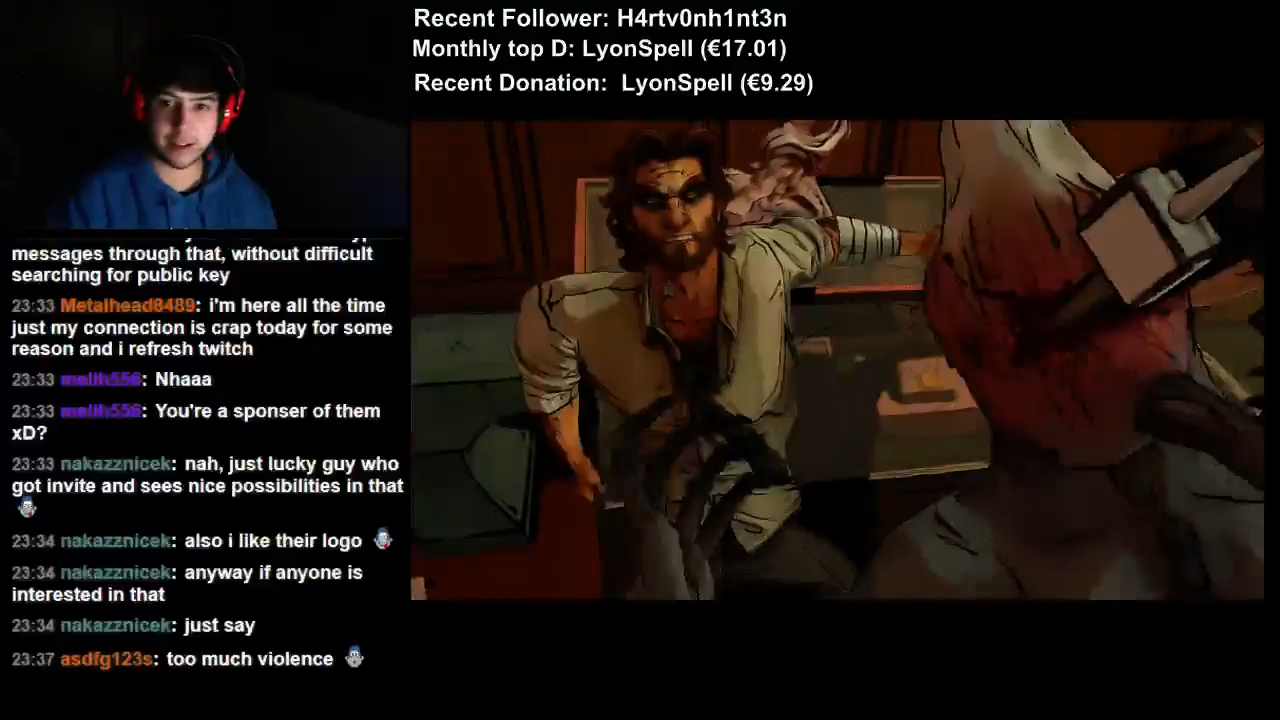 Recent Follower: H4rtv0nh1nt3n
Monthly top D: LyonSpell (€17.01)
Recent Donation: LyonSpell (€9.29)
messages through that, without difficult
searching for public key
23:33 Metalhead8489: i'm here all the time
just my connection is crap today for some
reason and i refresh twitch
23:33 melih556: Nhaaa
23:33 melih556: You're a sponser of them
xD?
23:33 nakazznicek: nah, just lucky guy who
got invite and sees nice possibilities in that
23:34 nakazznicek: also i like their logo
23:34 nakazznicek: anyway if anyone is
interested in that
23:34 nakazznicek: just say
23:37 asdfg123s: too much violence